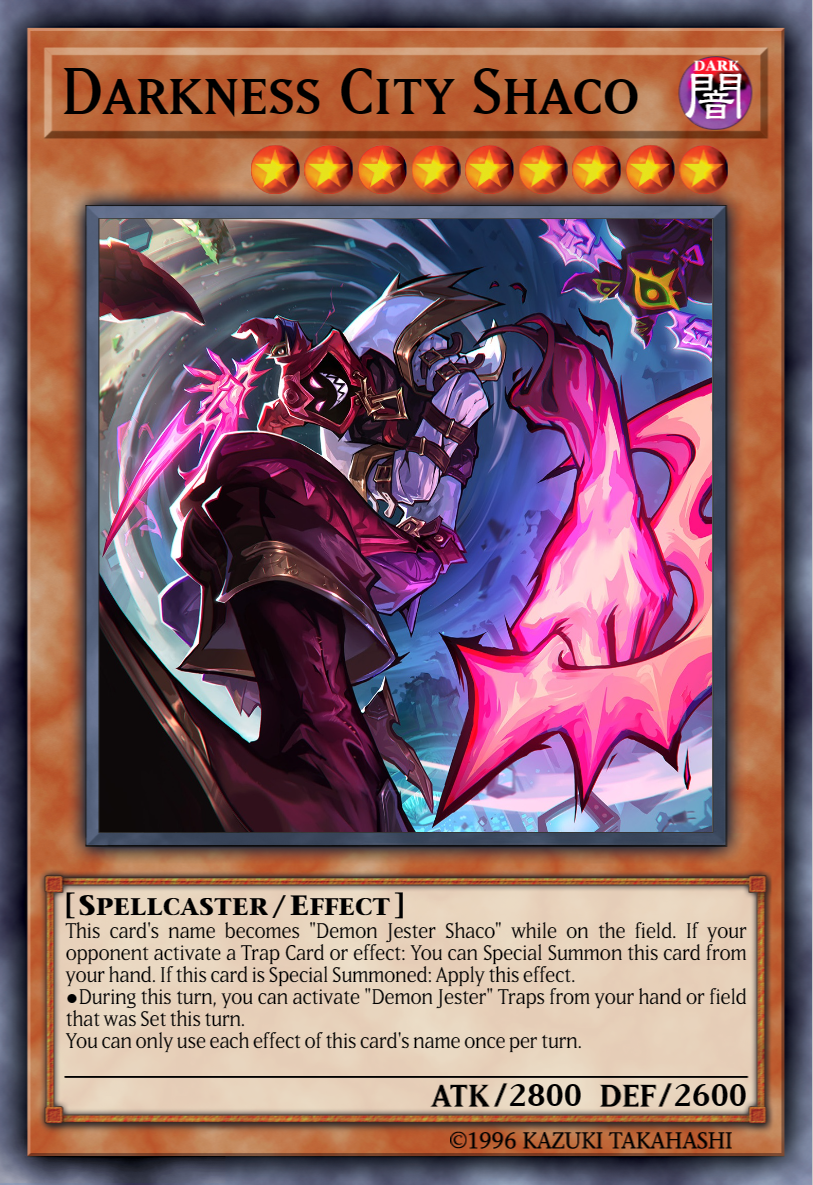 Darkness City Shaco
DARK
闇
[Spellcaster/Effect]
This card's name becomes "Demon Jester Shaco" while on the field. If your
opponent activate a Trap Card or effect: You can Special Summon this card from
your hand. If this card is Special Summoned: Apply this effect.
●During this turn, you can activate "Demon Jester" Traps from your hand or field
that was Set this turn.
You can only use each effect of this card's name once per turn.
ATK/2800 DEF/2600
©1996 KAZUKI TAKAHASHI